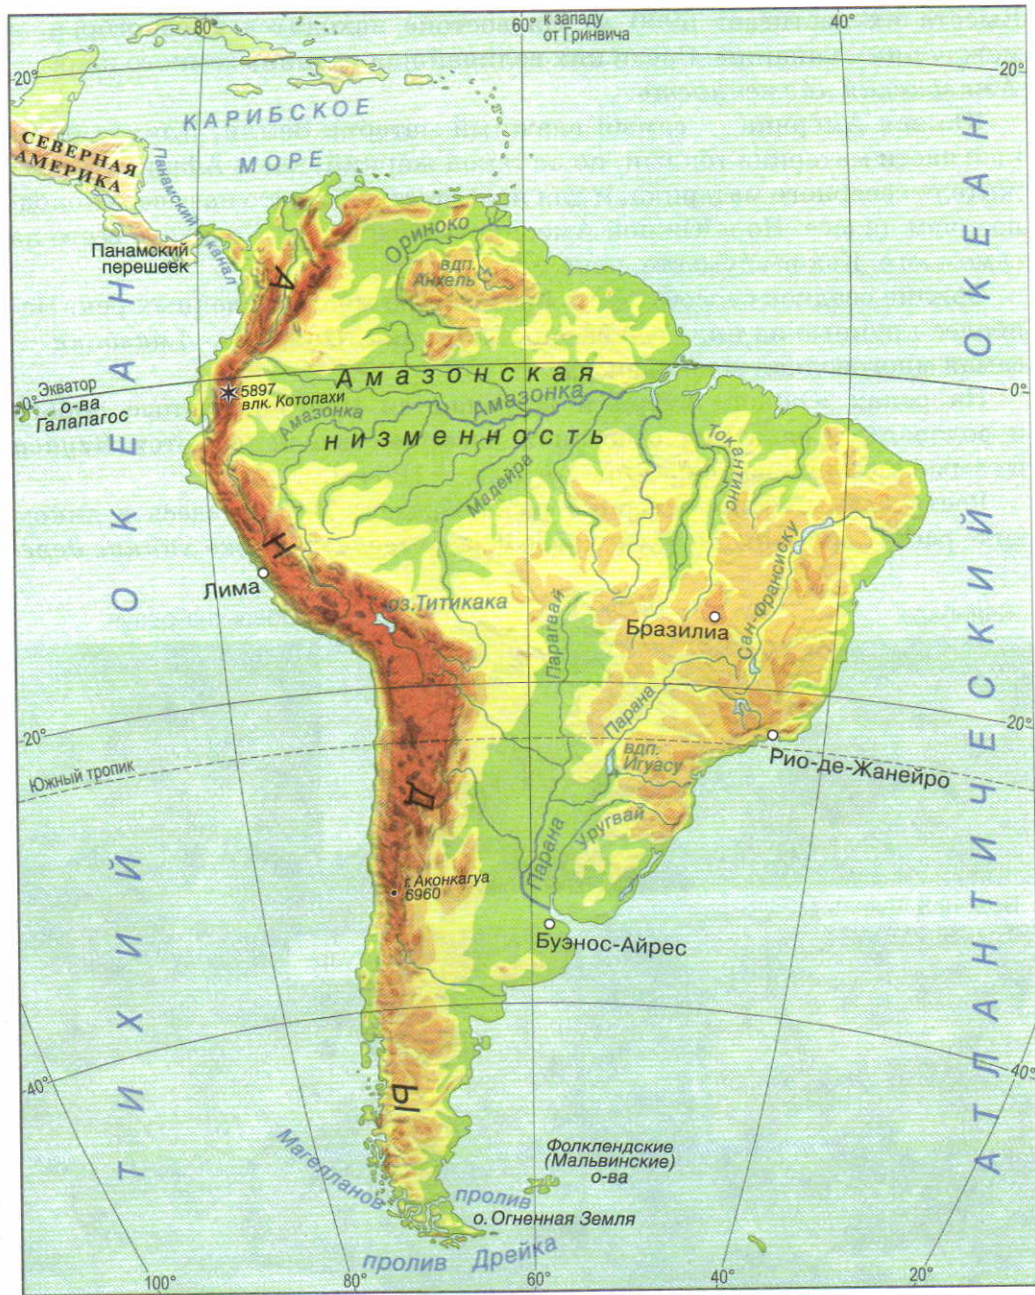 80°
60°
к западу
от Гринвича
40°
20°
20°
КАРИБСКОЕ
МОРЕ
СЕВЕРНАЯ
АМЕРИКА
Панамский канал
Панамский
перешеек
Ориноко
вдп.
Анхель
АНДЫ
Экватор
0°
о-ва
Галапагос
5897
влк. Котопахи
Амазонская
низменность
Амазонка
Амазонка
0°
Мадейра
Токантинс
Сан-Франсиску
Лима
оз.Титикака
Парагвай
Бразилиа
Парана
вдп.
Игуасу
20°
20°
Южный тропик
Рио-де-Жанейро
Уругвай
Парана
г. Аконкагуа
6960
Буэнос-Айрес
ТИХИЙ ОКЕАН
АТЛАНТИЧЕСКИЙ ОКЕАН
40°
40°
Магелланов
пролив
Фолклендские
(Мальвинские)
о-ва
о. Огненная Земля
пролив Дрейка
100°
80°
60°
40°
20°